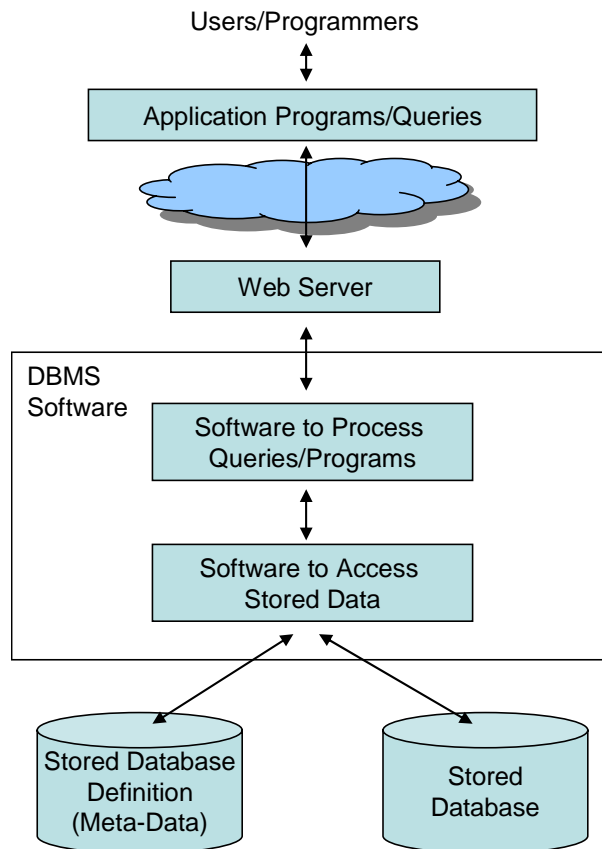 Users/Programmers
Application Programs/Queries
Web Server
DBMS
Software
Software to Process
Queries/Programs
Software to Access
Stored Data
Stored Database
Definition
(Meta-Data)
Stored
Database